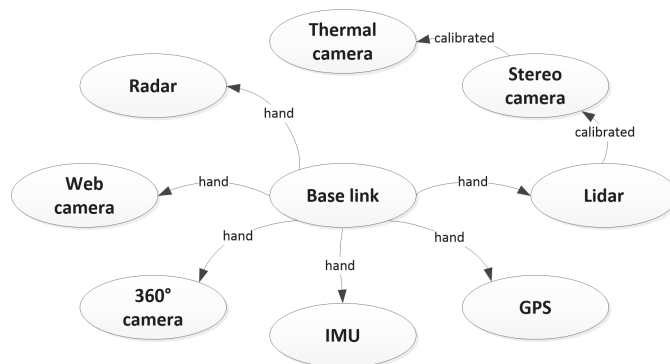 Thermal
camera
calibrated
Stereo
camera
Radar
hand
calibrated
Web
camera
hand
Base link
hand
Lidar
hand
hand
hand
360°
camera
IMU
GPS